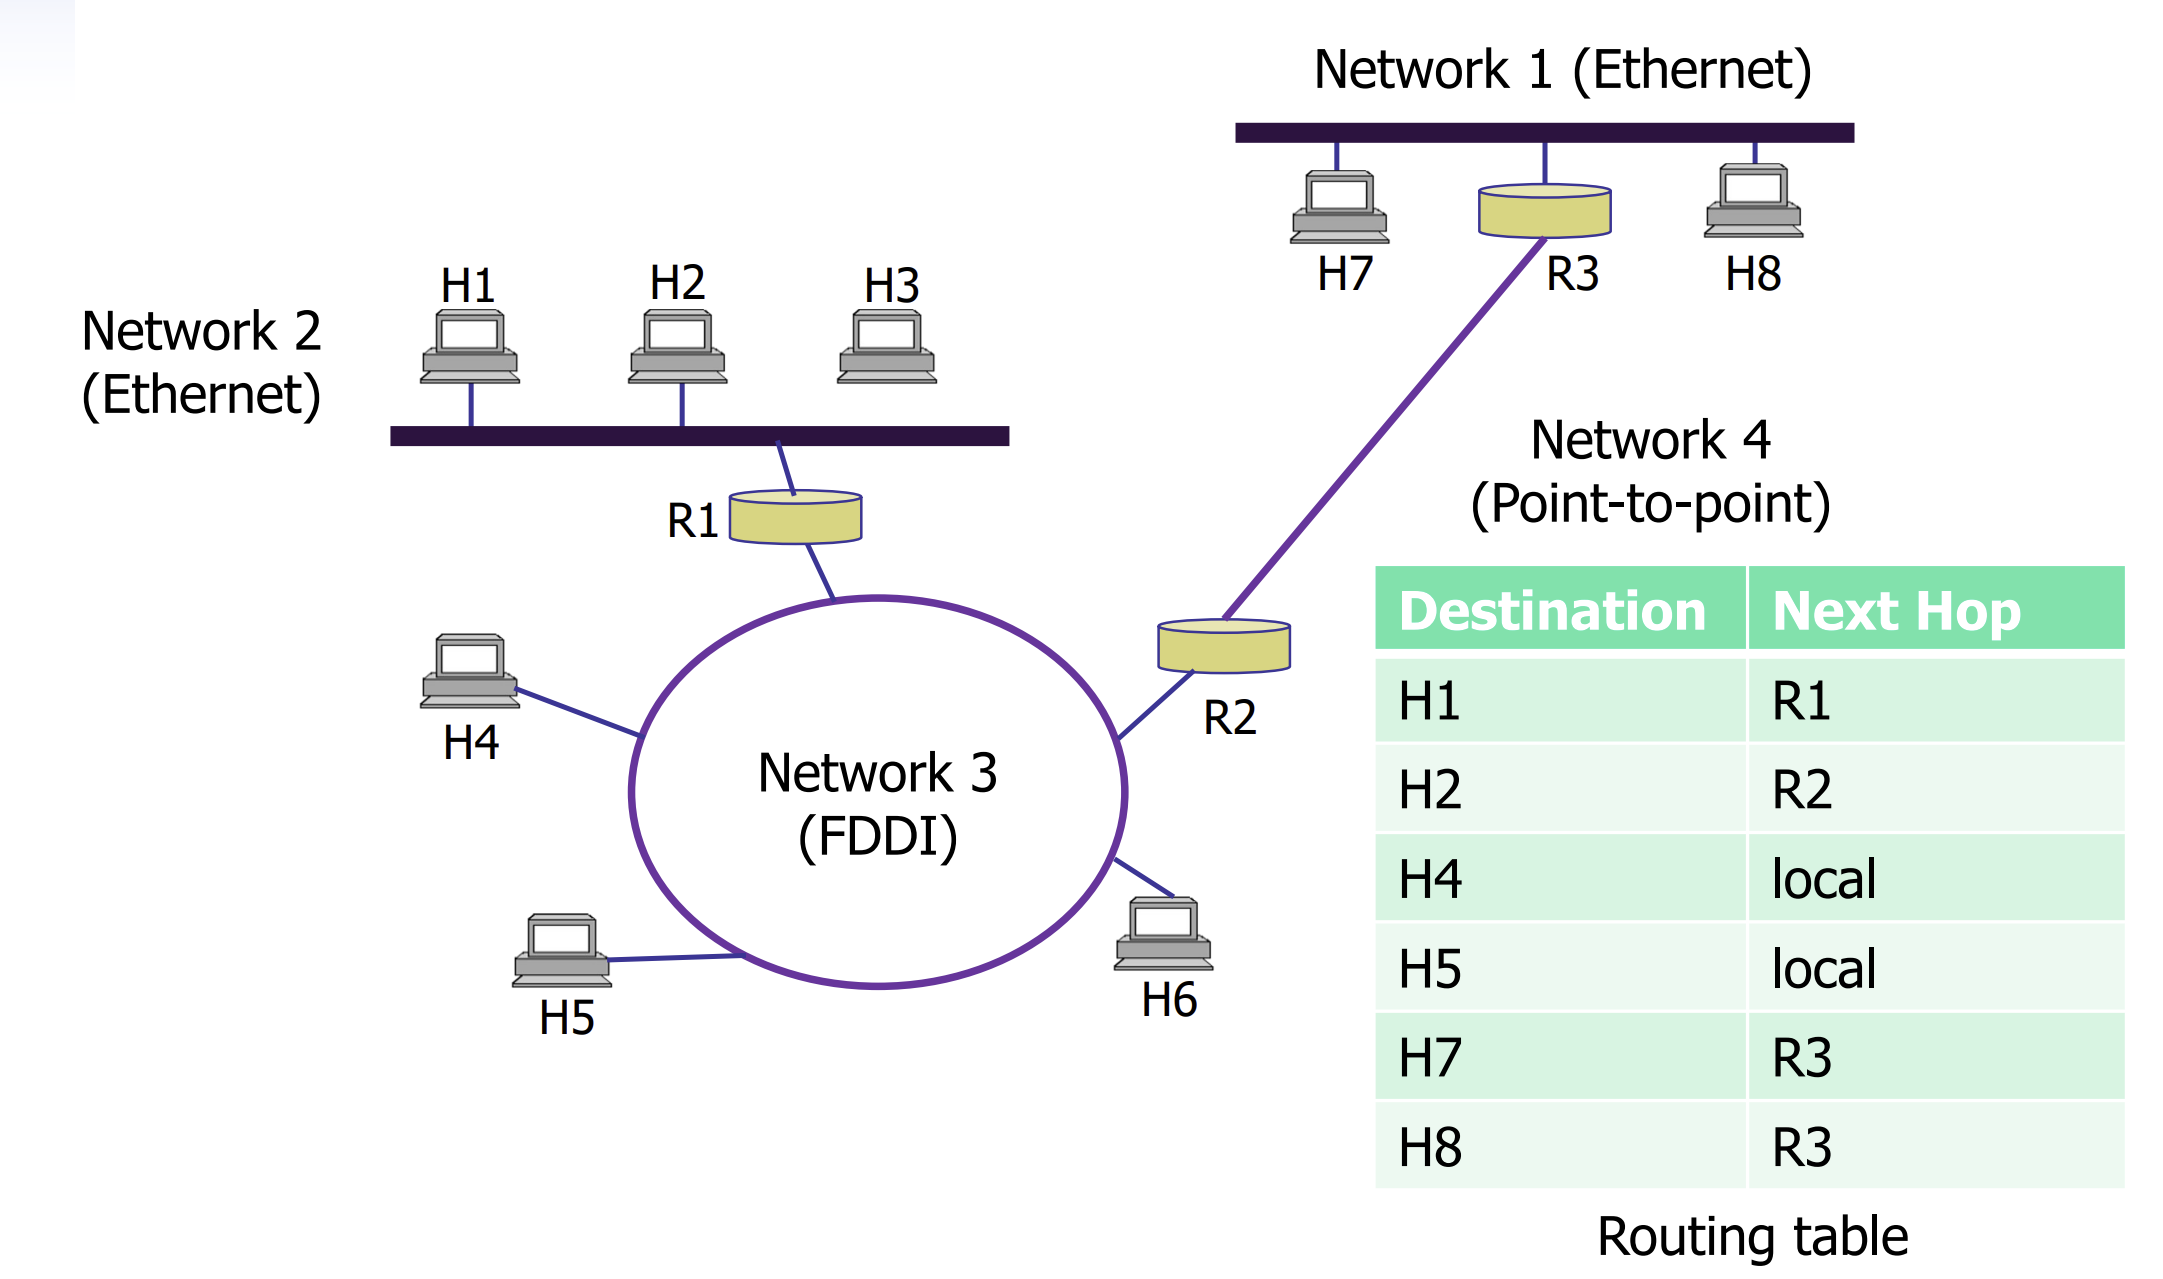 Network 1 (Ethernet)
H7
R3
H8
H1
H2
H3
Network 2
(Ethernet)
R1
Network 4
(Point-to-point)
H4
R2
Network 3
(FDDI)
H5
H6
Destination Next Hop
H1 R1
H2 R2
H4 local
H5 local
H7 R3
H8 R3
Routing table